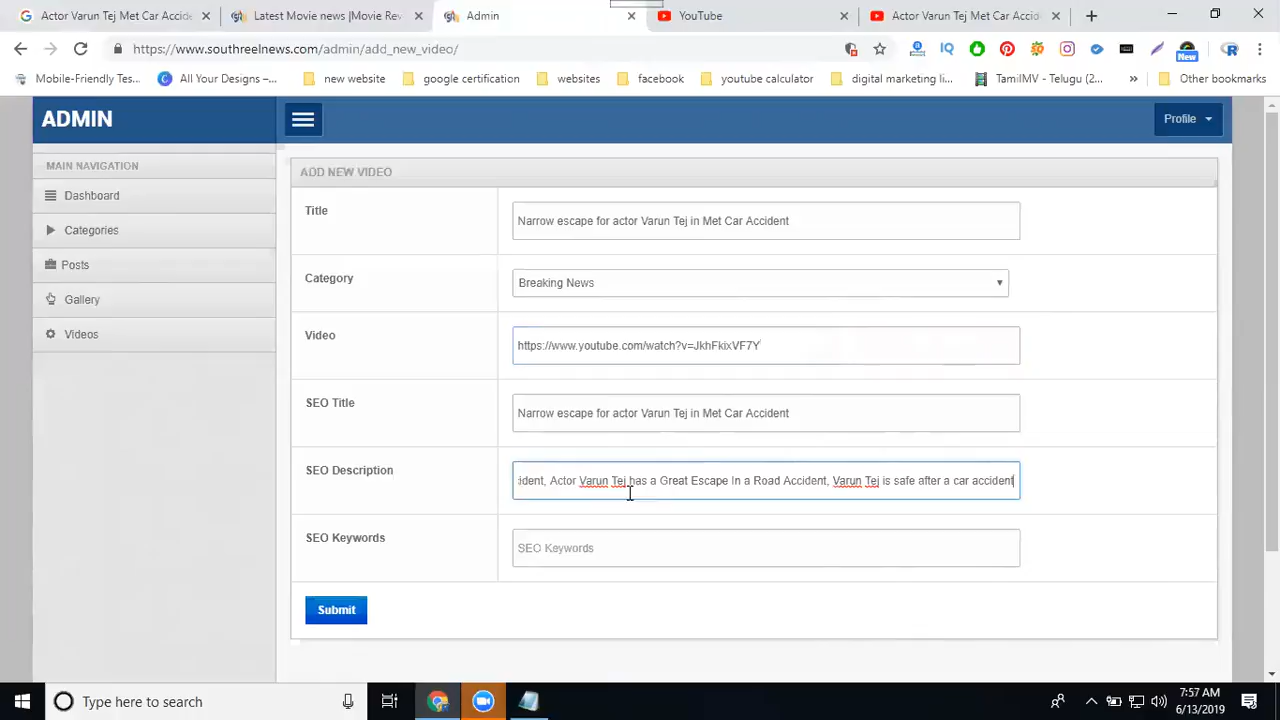 Actor Varun Tej Met Car Accid
Latest Movie news |Movie R
Admin
YouTube
Actor Varun Tej Met Car Accid
https://www.southreelnews.com/admin/add_new_video/
New
Mobile-Friendly Tes...
All Your Designs –...
new website
google certification
websites
facebook
youtube calculator
digital marketing li...
TamilMV - Telugu (2...
»
Other bookmarks
ADMIN
Profile
MAIN NAVIGATION
Dashboard
Categories
Posts
Gallery
Videos
ADD NEW VIDEO
Title
Narrow escape for actor Varun Tej in Met Car Accident
Category
Breaking News
Video
https://www.youtube.com/watch?v=JkhFkixVF7Y
SEO Title
Narrow escape for actor Varun Tej in Met Car Accident
SEO Description
ident, Actor Varun Tej has a Great Escape In a Road Accident, Varun Tej is safe after a car accident
SEO Keywords
SEO Keywords
Submit
Type here to search
7:57 AM
6/13/2019